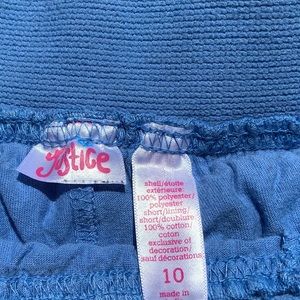 Justice
shell/étoffe
extérieure:
100% polyester/
polyester
short/lining/
short/doublure
100% cotton/
coton
exclusive of
decoration/
sauf décorations
10
made in